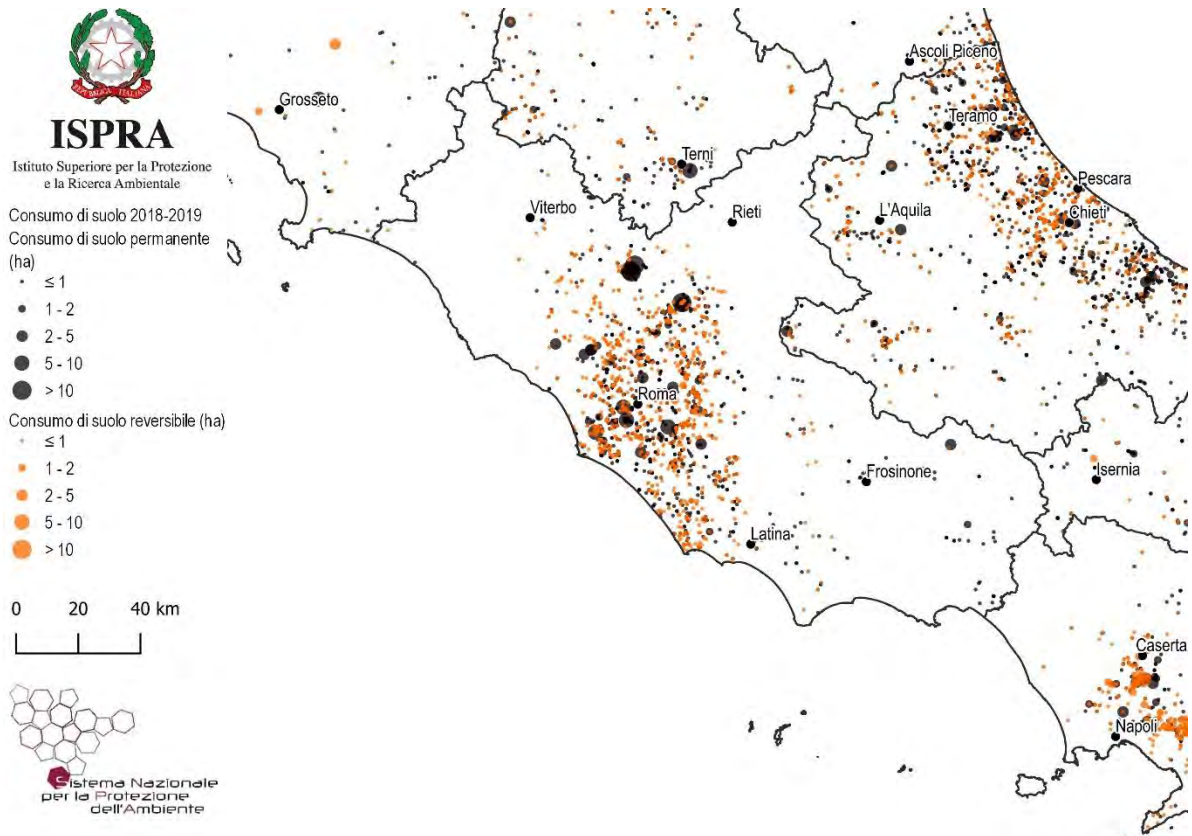 REPVBBLICA ITALIANA
ISPRA
Istituto Superiore per la Protezione
e la Ricerca Ambientale
Consumo di suolo 2018-2019
Consumo di suolo permanente
(ha)
≤ 1
1 - 2
2 - 5
5 - 10
> 10
Consumo di suolo reversibile (ha)
≤ 1
1 - 2
2 - 5
5 - 10
> 10
0 20 40 km
Sistema Nazionale
per la Protezione
dell'Ambiente
Grosseto
Ascoli Piceno
Teramo
Terni
Pescara
Viterbo
Rieti
L'Aquila
Chieti
Roma
Frosinone
Isernia
Latina
Caserta
Napoli